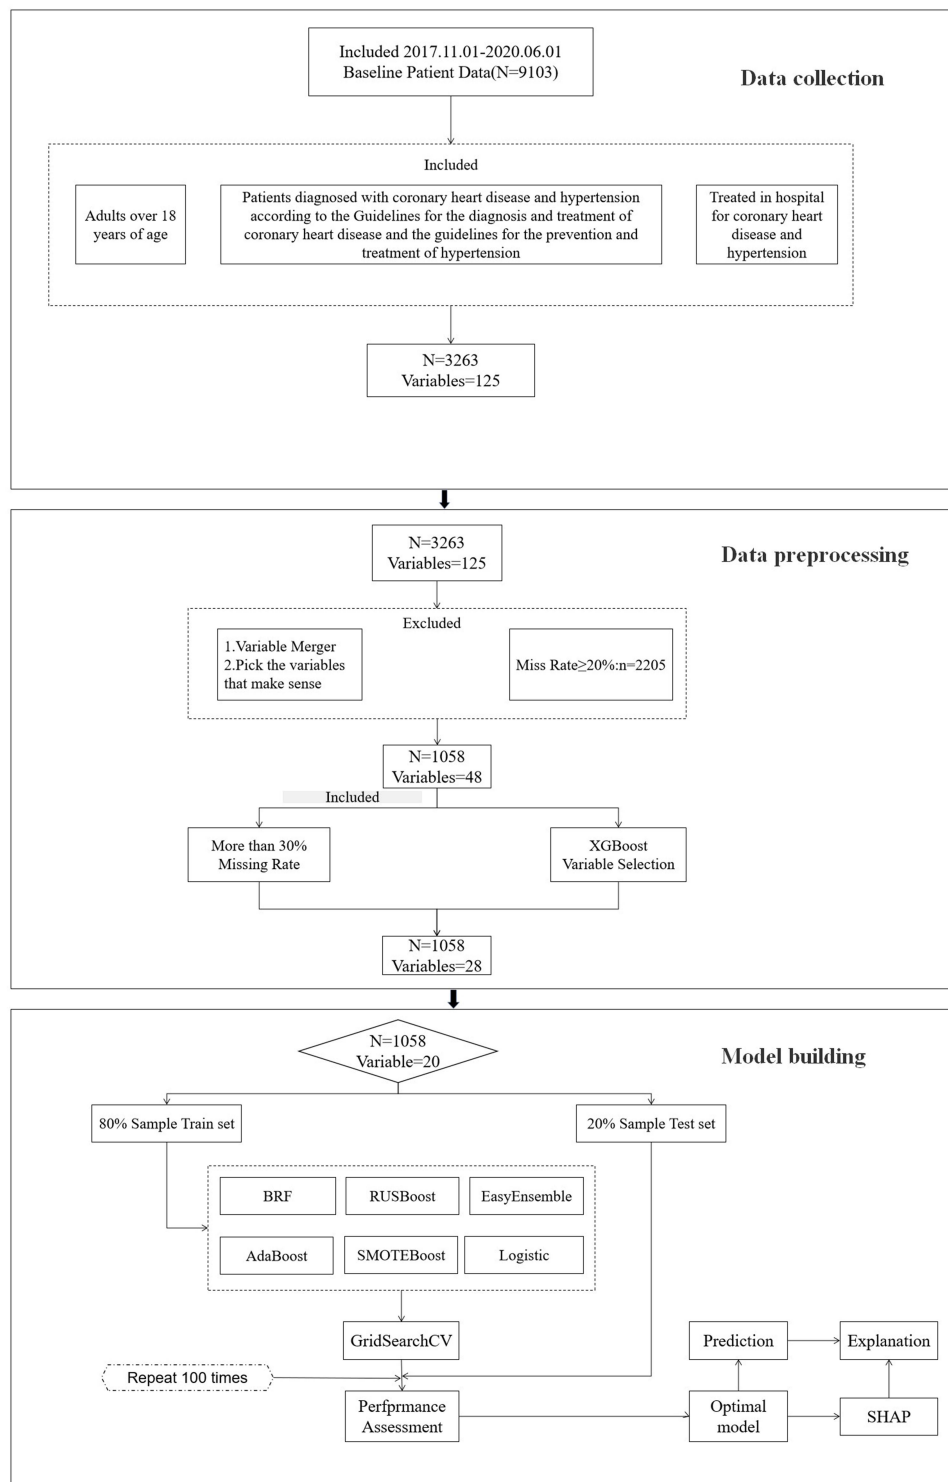 Included 2017.11.01-2020.06.01
Baseline Patient Data(N=9103)
Data collection
Included
Adults over 18
years of age
Patients diagnosed with coronary heart disease and hypertension
according to the Guidelines for the diagnosis and treatment of
coronary heart disease and the guidelines for the prevention and
treatment of hypertension
Treated in hospital
for coronary heart
disease and
hypertension
N=3263
Variables=125
N=3263
Variables=125
Data preprocessing
Excluded
1.Variable Merger
2.Pick the variables
that make sense
Miss Rate≥20%:n=2205
N=1058
Variables=48
Included
More than 30%
Missing Rate
XGBoost
Variable Selection
N=1058
Variables=28
N=1058
Variable=20
Model building
80% Sample Train set
20% Sample Test set
BRF
RUSBoost
EasyEnsemble
AdaBoost
SMOTEBoost
Logistic
GridSearchCV
Prediction
Explanation
Repeat 100 times
Perfprmance
Assessment
Optimal
model
SHAP